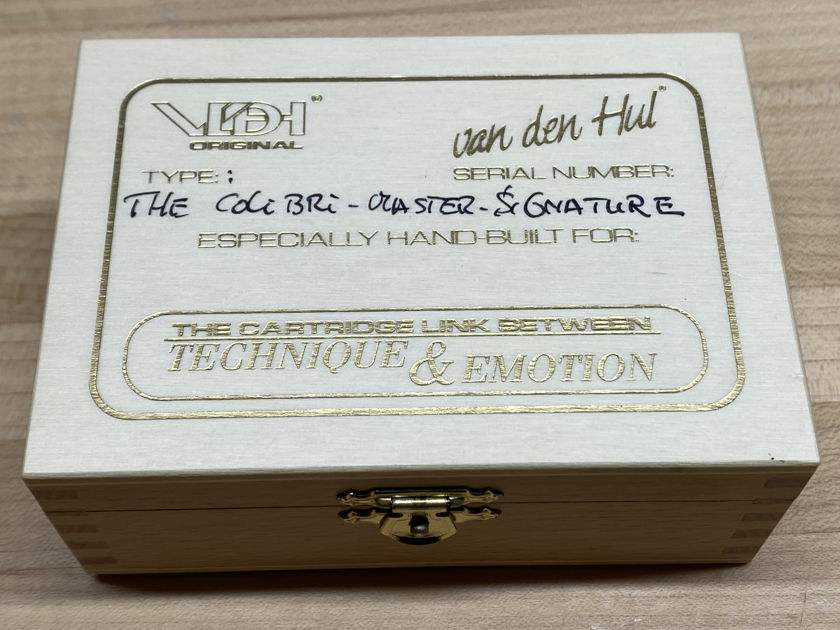 VDH® van den Hul®
ORIGINAL
TYPE: : SERIAL NUMBER:
THE COLIBRI - MASTER - SIGNATURE
ESPECIALLY HAND-BUILT FOR:
THE CARTRIDGE LINK BETWEEN
TECHNIQUE & EMOTION